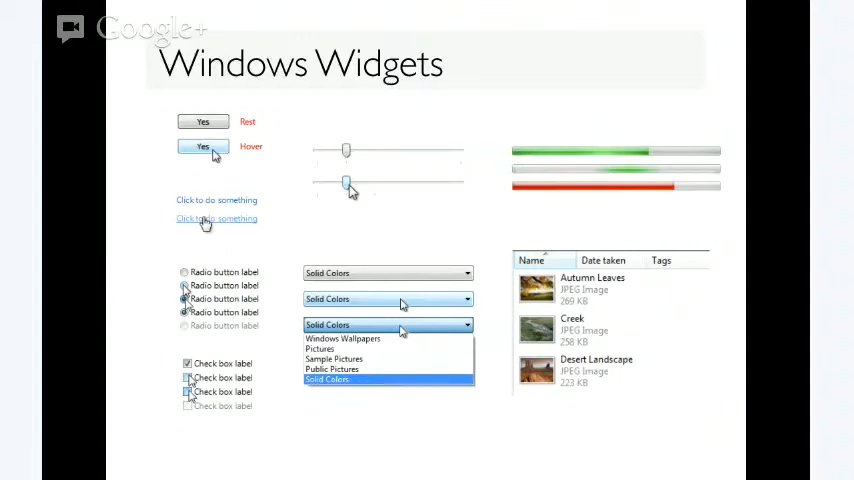 Google+
Windows Widgets
Yes
Rest
Yes
Hover
Click to do something
Click to do something
Radio button label
Radio button label
Radio button label
Radio button label
Radio button label
Check box label
Check box label
Check box label
Check box label
Solid Colors
Solid Colors
Solid Colors
Windows Wallpapers
Pictures
Sample Pictures
Public Pictures
Solid Colors
Name Date taken Tags
Autumn Leaves
JPEG Image
269 KB
Creek
JPEG Image
258 KB
Desert Landscape
JPEG Image
223 KB